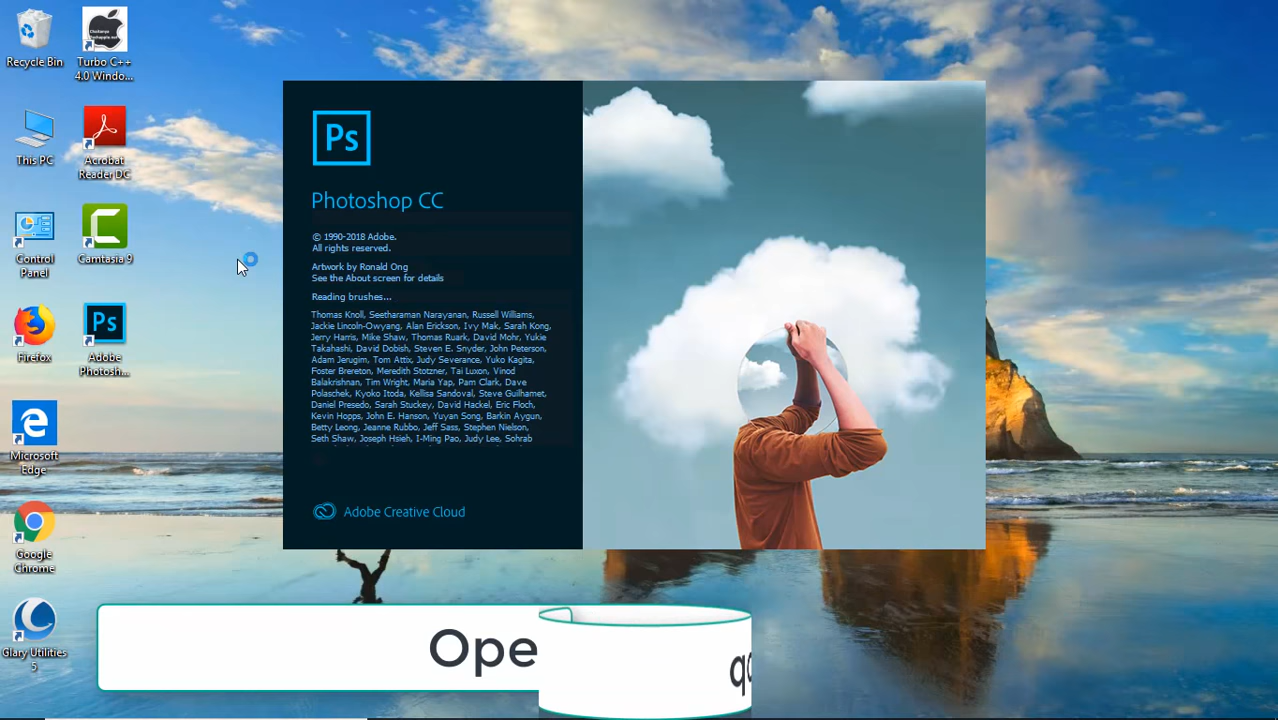 Recycle Bin
Turbo C++
4.0 Windo...
This PC
Acrobat
Reader DC
Control
Panel
Camtasia 9
Firefox
Ps
Adobe
Photosh...
Microsoft
Edge
Google
Chrome
Glary Utilities
5
Ps
Photoshop CC
© 1990-2018 Adobe.
All rights reserved.
Artwork by Ronald Ong
See the About screen for details
Reading brushes...
Thomas Knoll, Seetharaman Narayanan, Russell Williams,
Jackie Lincoln-Owyang, Alan Erickson, Ivy Mak, Sarah Kong,
Jerry Harris, Mike Shaw, Thomas Ruark, David Mohr, Yukie
Takahashi, David Dobish, Steven E. Snyder, John Peterson,
Adam Jerugim, Tom Attix, Judy Severance, Yuko Kagita,
Foster Brereton, Meredith Stotzner, Tai Luxon, Vinod
Balakrishnan, Tim Wright, Maria Yap, Pam Clark, Dave
Polaschek, Kyoko Itoda, Kellisa Sandoval, Steve Guilhamet,
Daniel Presedo, Sarah Stuckey, David Hackel, Eric Floch,
Kevin Hopps, John E. Hanson, Yuyan Song, Barkin Aygun,
Betty Leong, Jeanne Rubbo, Jeff Sass, Stephen Nielson,
Seth Shaw, Joseph Hsieh, I-Ming Pao, Judy Lee, Sohrab
Adobe Creative Cloud
Ope